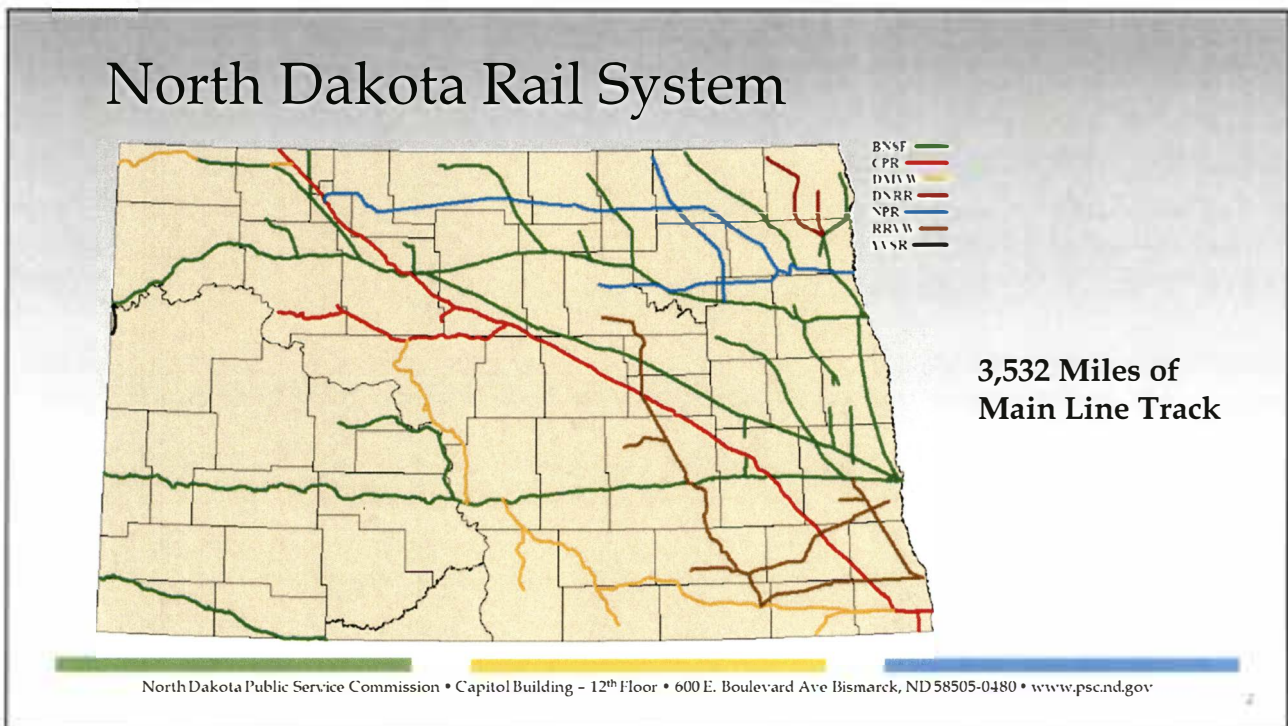 North Dakota Rail System
BNSF
CPR
DMVW
DNRR
NPR
RRVW
YVSR
3,532 Miles of
Main Line Track
North Dakota Public Service Commission • Capitol Building – 12th Floor • 600 E. Boulevard Ave Bismarck, ND 58505-0480 • www.psc.nd.gov